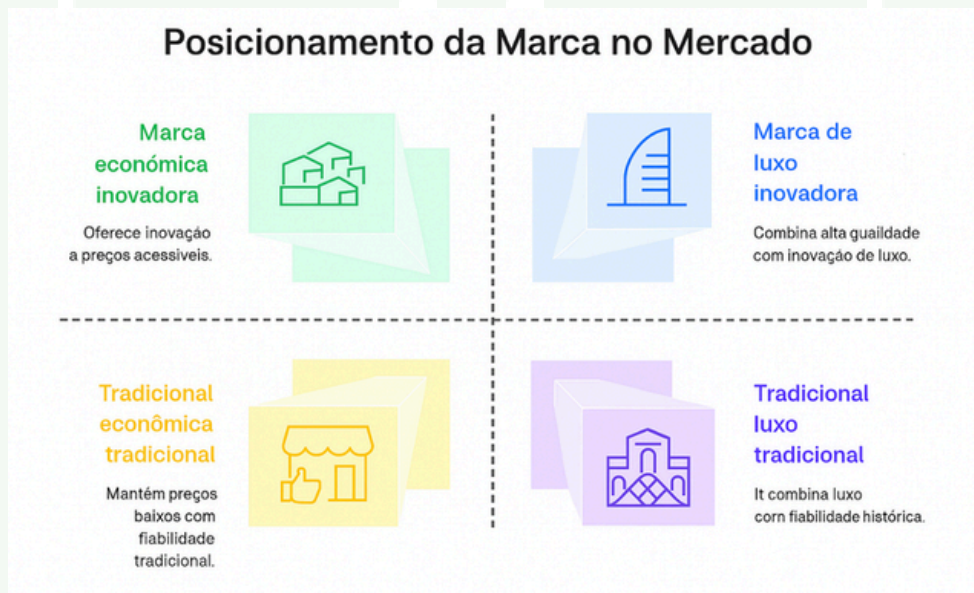 Posicionamento da Marca no Mercado
Marca
económica
inovadora
Oferece inovação
a preços acessiveis.
Marca de
luxo
inovadora
Combina alta guaildade
com inovação de luxo.
Tradicional
econômica
tradicional
Mantém preços
baixos com
fiabilidade
tradicional.
Tradicional
luxo
tradicional
It combina luxo
corn fiabilidade histórica.